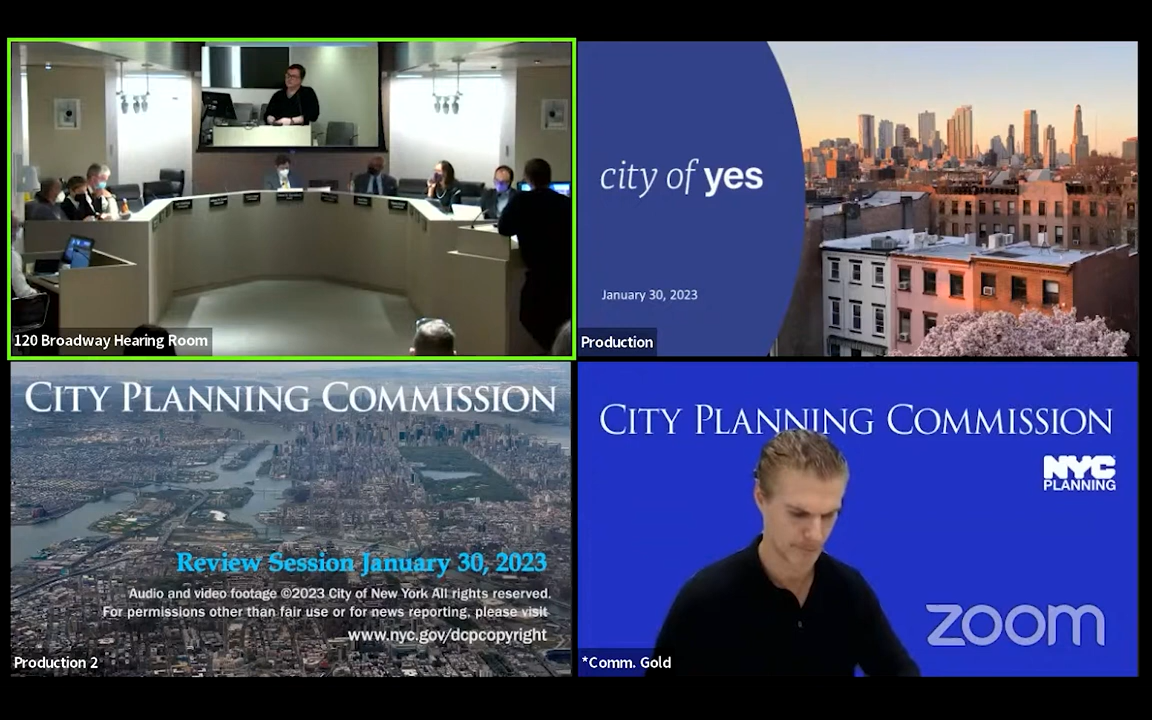 120 Broadway Hearing Room
city of yes
January 30, 2023
Production
CITY PLANNING COMMISSION
Review Session January 30, 2023
Audio and video footage ©2023 City of New York All rights reserved.
For permissions other than fair use or for news reporting, please visit
www.nyc.gov/dcpcopyright
Production 2
CITY PLANNING COMMISSION
NYC
PLANNING
zoom
*Comm. Gold